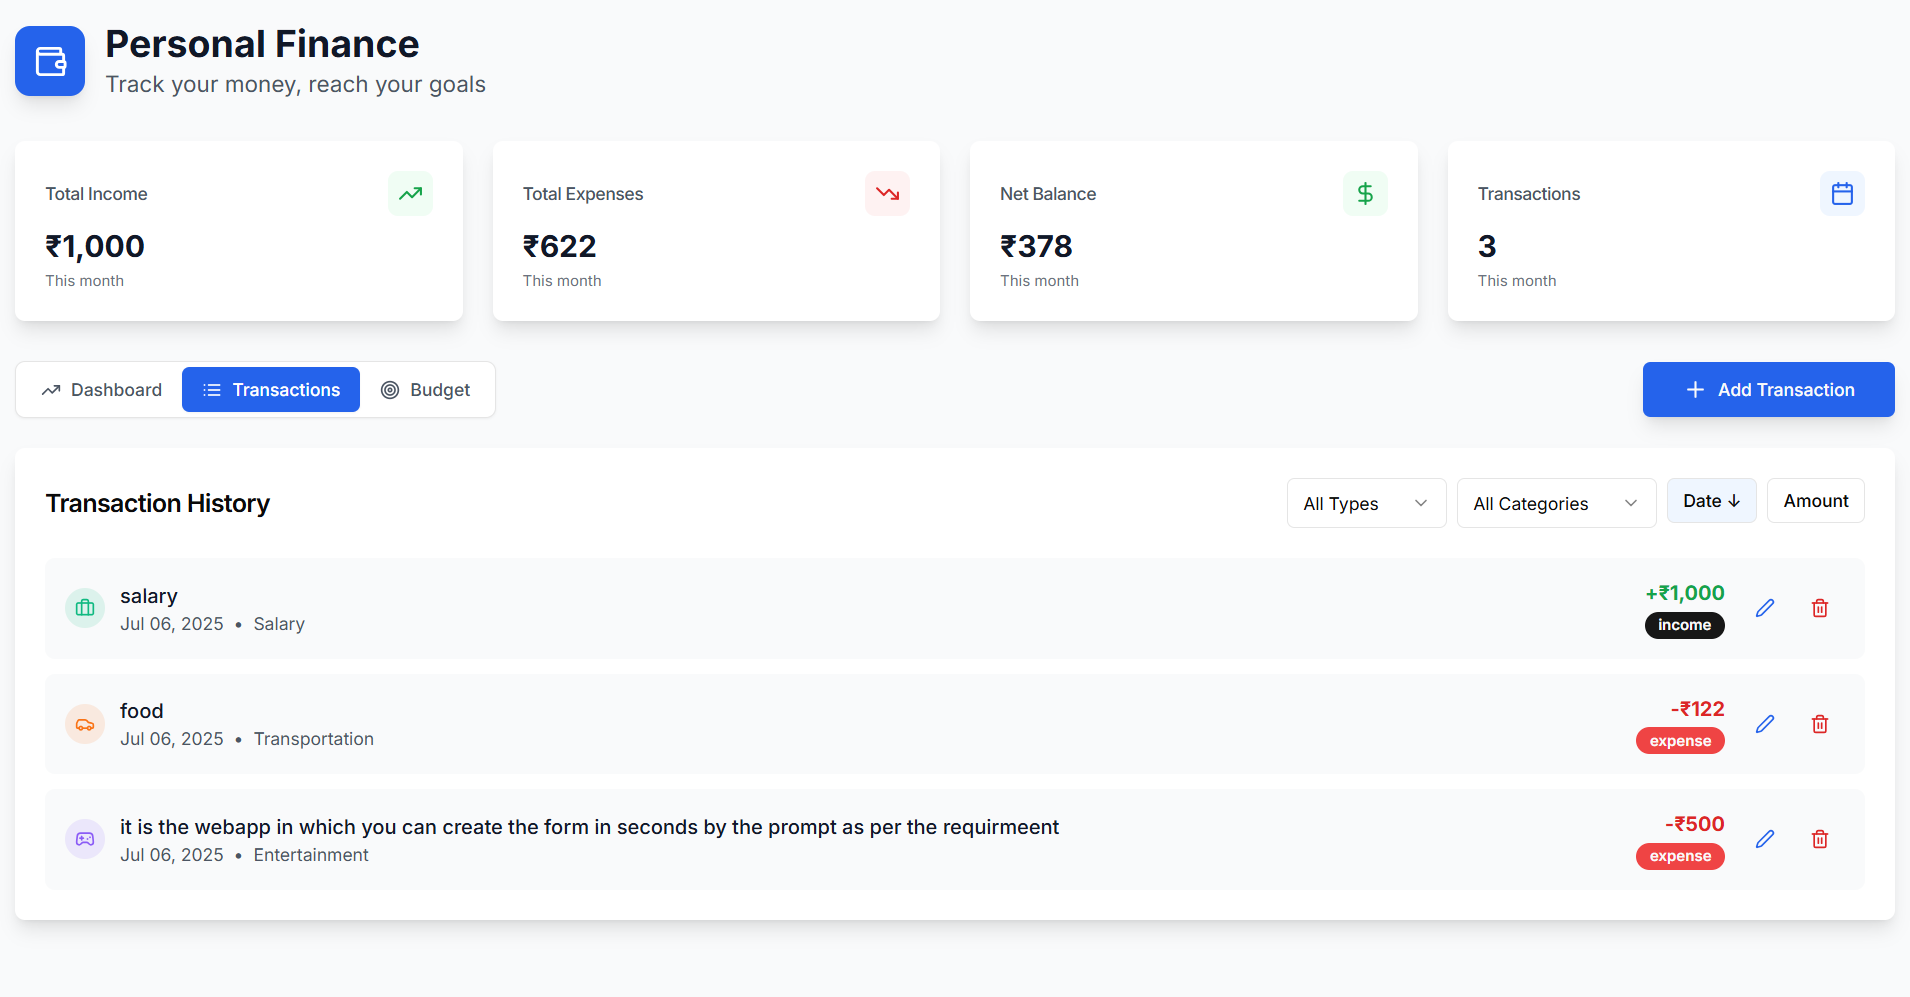 Personal Finance
Track your money, reach your goals
Total Income
₹1,000
This month
Total Expenses
₹622
This month
Net Balance
₹378
This month
Transactions
3
This month
Dashboard
Transactions
Budget
Add Transaction
Transaction History
All Types
All Categories
Date ↓
Amount
salary
Jul 06, 2025 • Salary
+₹1,000
income
food
Jul 06, 2025 • Transportation
-₹122
expense
it is the webapp in which you can create the form in seconds by the prompt as per the requirmeent
Jul 06, 2025 • Entertainment
-₹500
expense